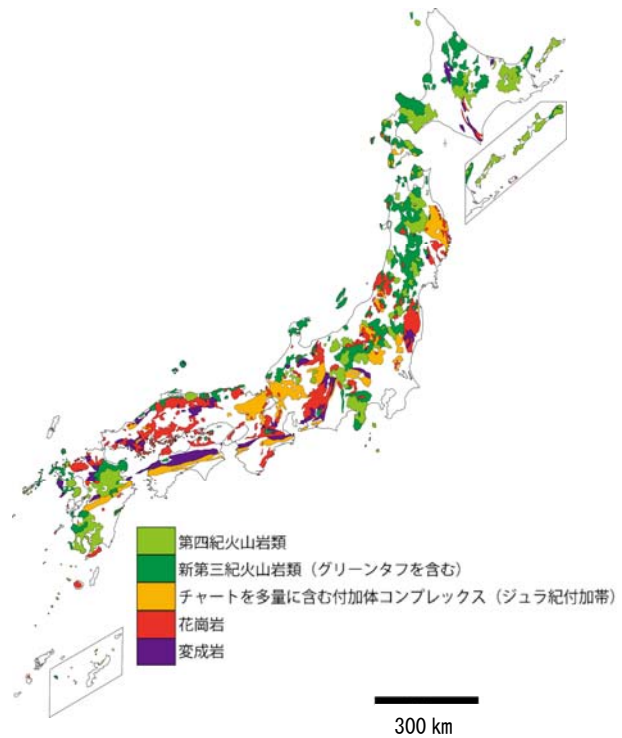 第四紀火山岩類
新第三紀火山岩類（グリーンタフを含む）
チャートを多量に含む付加体コンプレックス（ジュラ紀付加帯）
花崗岩
変成岩
300 km